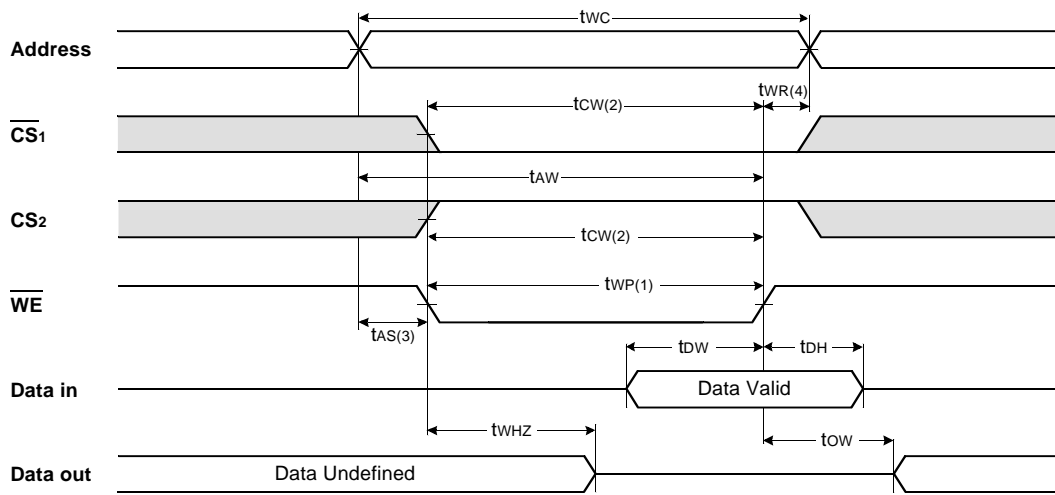 tWC
Address
tCW(2)
tWR(4)
CS1
tAW
CS2
tCW(2)
tWP(1)
WE
tAS(3)
tDW
tDH
Data in
Data Valid
tWHZ
tOW
Data out
Data Undefined